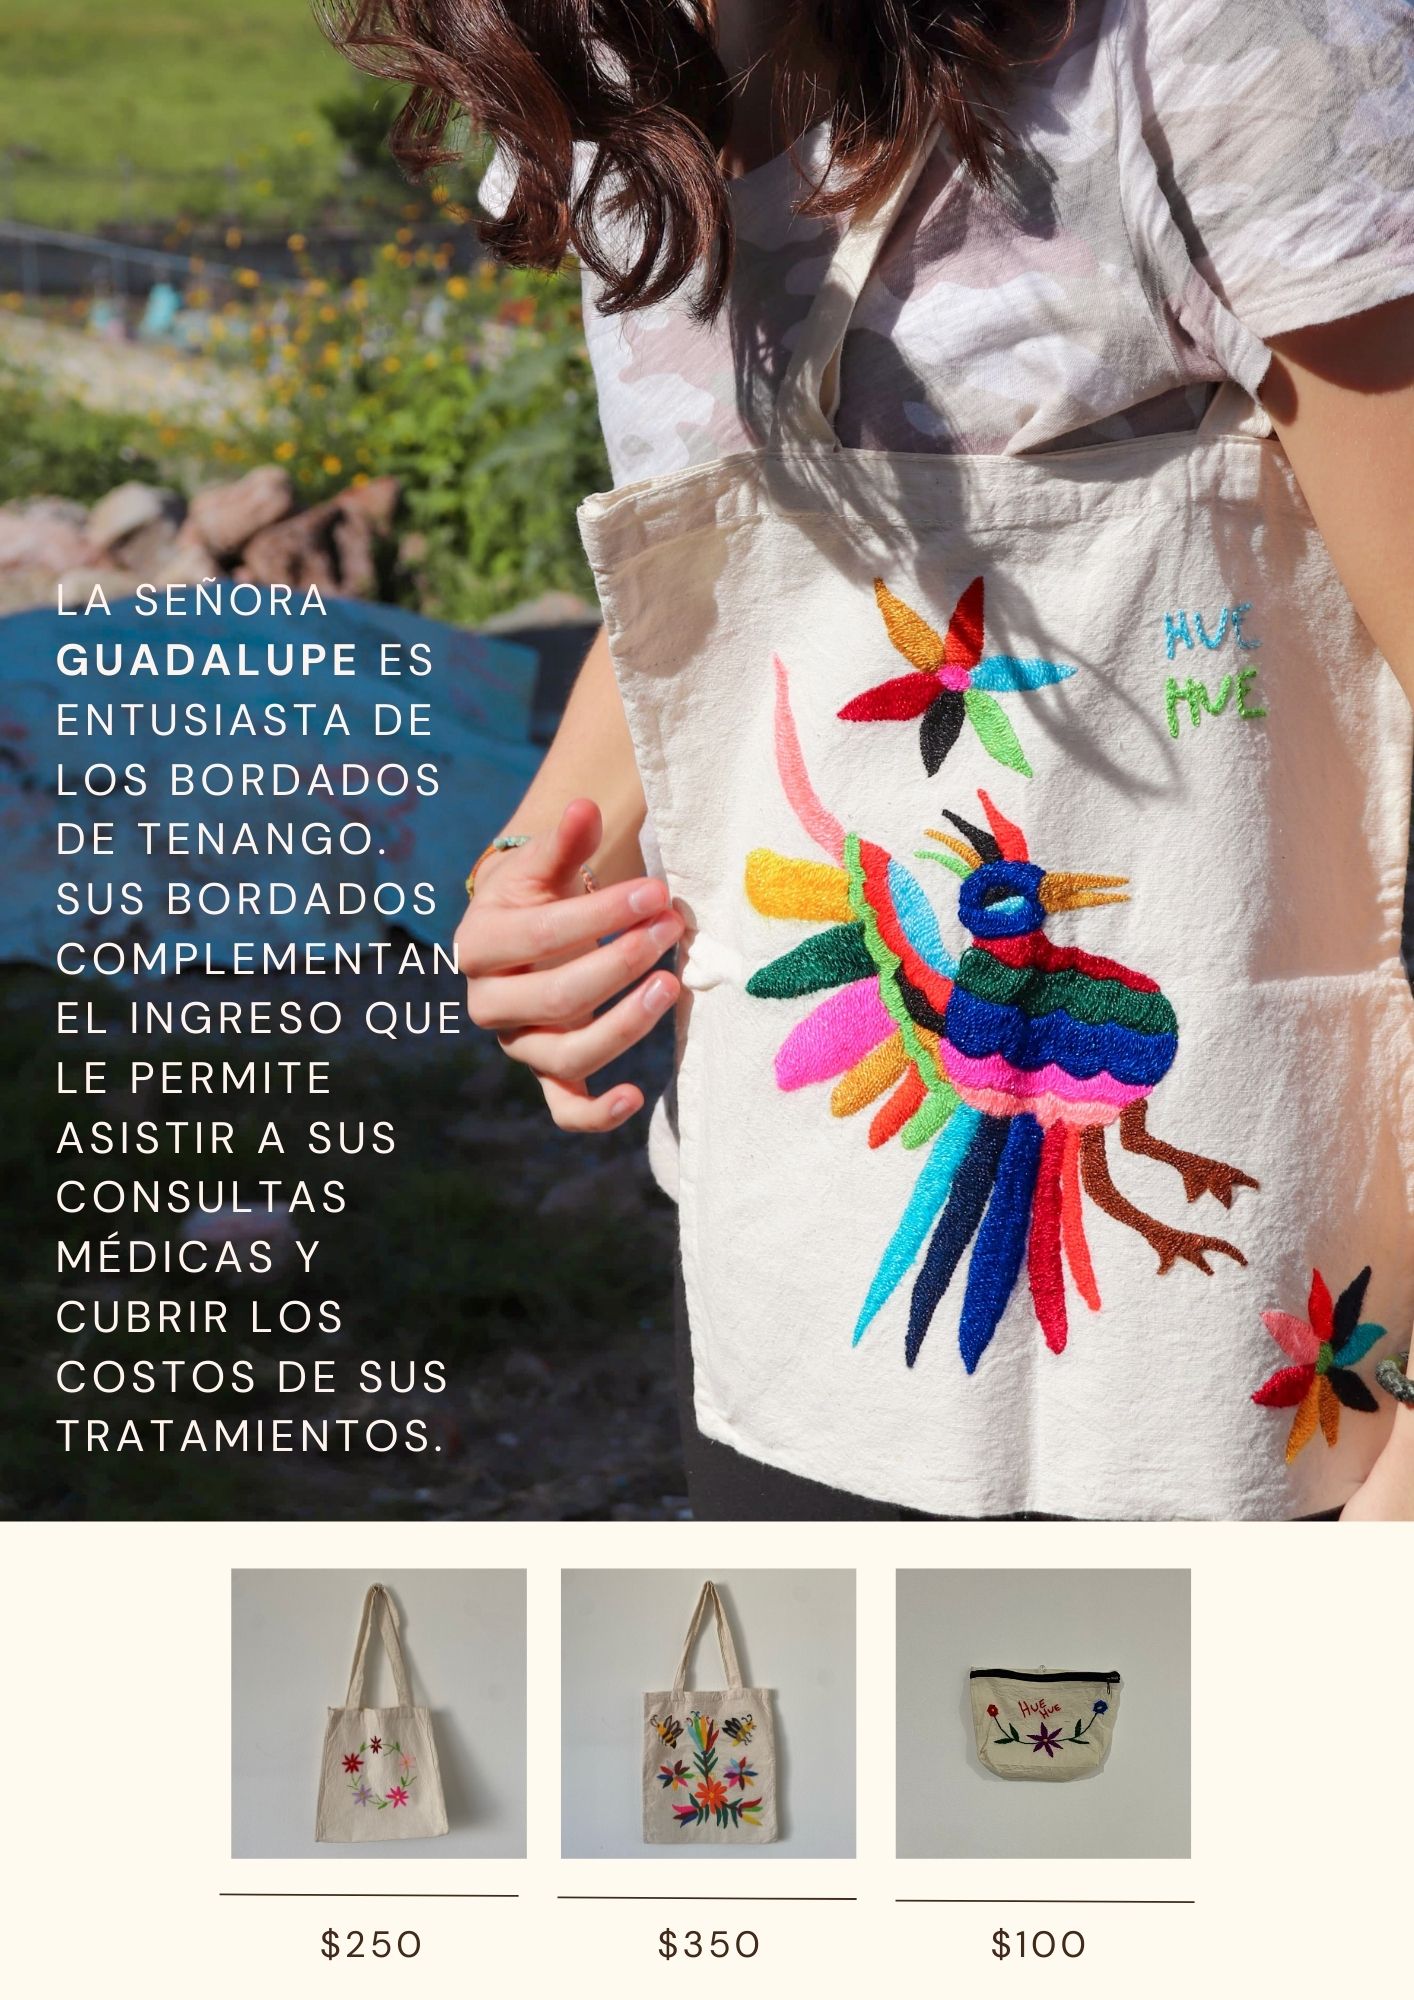 LA SEÑORA
GUADALUPE ES
ENTUSIASTA DE
LOS BORDADOS
DE TENANGO.
SUS BORDADOS
COMPLEMENTAN
EL INGRESO QUE
LE PERMITE
ASISTIR A SUS
CONSULTAS
MÉDICAS Y
CUBRIR LOS
COSTOS DE SUS
TRATAMIENTOS.
HUE
HUE
HUE
HUE
$250
$350
$100